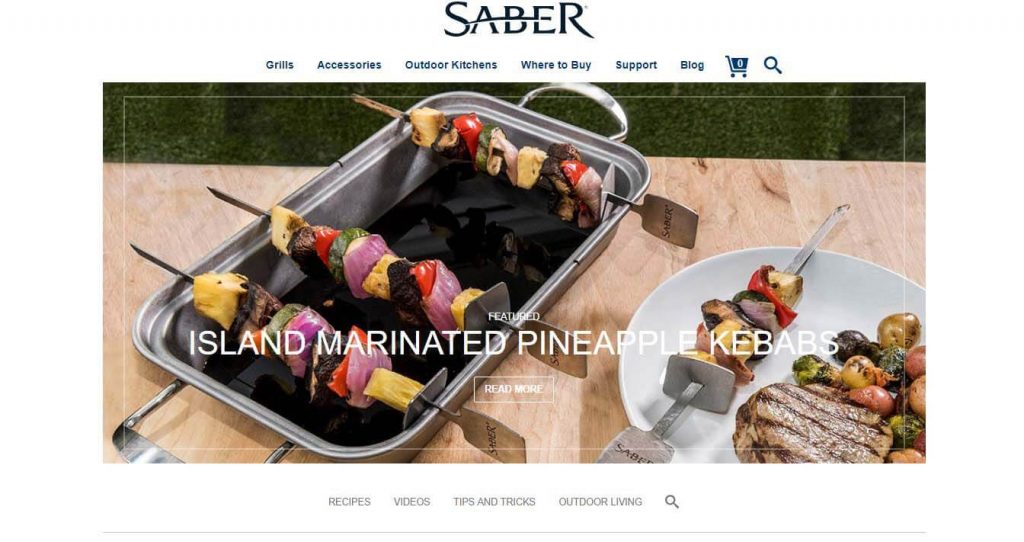 SABER
Grills Accessories Outdoor Kitchens Where to Buy Support Blog 0
SABER
FEATURED
ISLAND MARINATED PINEAPPLE KEBABS
READ MORE
SABER
SABER
RECIPES VIDEOS TIPS AND TRICKS OUTDOOR LIVING